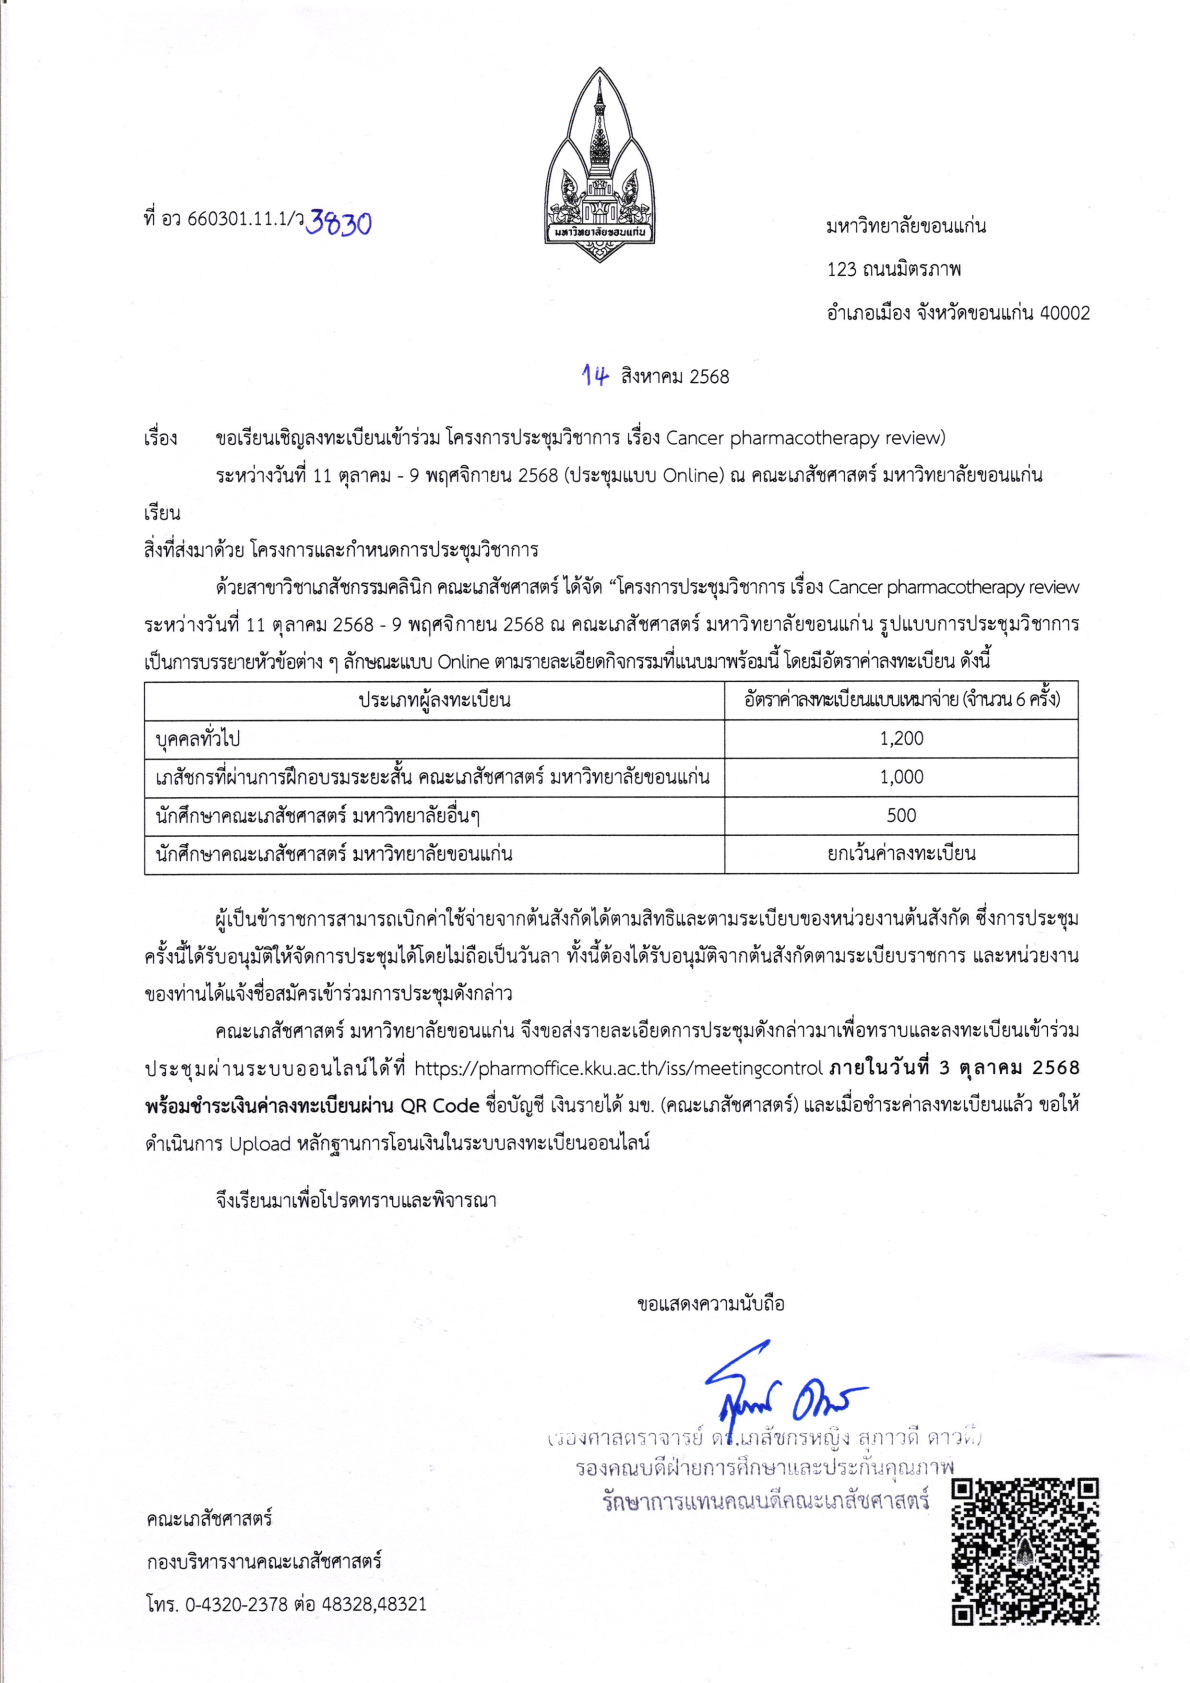 มหาวิทยาลัยขอนแก่น
ที่ อว 660301.11.1/ว 3830
มหาวิทยาลัยขอนแก่น
123 ถนนมิตรภาพ
อำเภอเมือง จังหวัดขอนแก่น 40002
14 สิงหาคม 2568
เรื่อง ขอเรียนเชิญลงทะเบียนเข้าร่วม โครงการประชุมวิชาการ เรื่อง Cancer pharmacotherapy review)
ระหว่างวันที่ 11 ตุลาคม - 9 พฤศจิกายน 2568 (ประชุมแบบ Online) ณ คณะเภสัชศาสตร์ มหาวิทยาลัยขอนแก่น
เรียน
สิ่งที่ส่งมาด้วย โครงการและกำหนดการประชุมวิชาการ
ด้วยสาขาวิชาเภสัชกรรมคลินิก คณะเภสัชศาสตร์ ได้จัด “โครงการประชุมวิชาการ เรื่อง Cancer pharmacotherapy review
ระหว่างวันที่ 11 ตุลาคม 2568 - 9 พฤศจิกายน 2568 ณ คณะเภสัชศาสตร์ มหาวิทยาลัยขอนแก่น รูปแบบการประชุมวิชาการ
เป็นการบรรยายหัวข้อต่าง ๆ ลักษณะแบบ Online ตามรายละเอียดกิจกรรมที่แนบมาพร้อมนี้ โดยมีอัตราค่าลงทะเบียน ดังนี้
ประเภทผู้ลงทะเบียน อัตราค่าลงทะเบียนแบบเหมาจ่าย (จำนวน 6 ครั้ง)
บุคคลทั่วไป 1,200
เภสัชกรที่ผ่านการฝึกอบรมระยะสั้น คณะเภสัชศาสตร์ มหาวิทยาลัยขอนแก่น 1,000
นักศึกษาคณะเภสัชศาสตร์ มหาวิทยาลัยอื่นๆ 500
นักศึกษาคณะเภสัชศาสตร์ มหาวิทยาลัยขอนแก่น ยกเว้นค่าลงทะเบียน
ผู้เป็นข้าราชการสามารถเบิกค่าใช้จ่ายจากต้นสังกัดได้ตามสิทธิและตามระเบียบของหน่วยงานต้นสังกัด ซึ่งการประชุม
ครั้งนี้ได้รับอนุมัติให้จัดการประชุมได้โดยไม่ถือเป็นวันลา ทั้งนี้ต้องได้รับอนุมัติจากต้นสังกัดตามระเบียบราชการ และหน่วยงาน
ของท่านได้แจ้งชื่อสมัครเข้าร่วมการประชุมดังกล่าว
คณะเภสัชศาสตร์ มหาวิทยาลัยขอนแก่น จึงขอส่งรายละเอียดการประชุมดังกล่าวมาเพื่อทราบและลงทะเบียนเข้าร่วม
ประชุมผ่านระบบออนไลน์ได้ที่ https://pharmoffice.kku.ac.th/iss/meetingcontrol ภายในวันที่ 3 ตุลาคม 2568
พร้อมชำระเงินค่าลงทะเบียนผ่าน QR Code ชื่อบัญชี เงินรายได้ มข. (คณะเภสัชศาสตร์) และเมื่อชำระค่าลงทะเบียนแล้ว ขอให้
ดำเนินการ Upload หลักฐานการโอนเงินในระบบลงทะเบียนออนไลน์
จึงเรียนมาเพื่อโปรดทราบและพิจารณา
ขอแสดงความนับถือ
(รองศาสตราจารย์ ดร.เภสัชกรหญิง สุภาวดี ดาวดี)
รองคณบดีฝ่ายการศึกษาและประกันคุณภาพ
รักษาการแทนคณบดีคณะเภสัชศาสตร์
คณะเภสัชศาสตร์
กองบริหารงานคณะเภสัชศาสตร์
โทร. 0-4320-2378 ต่อ 48328,48321